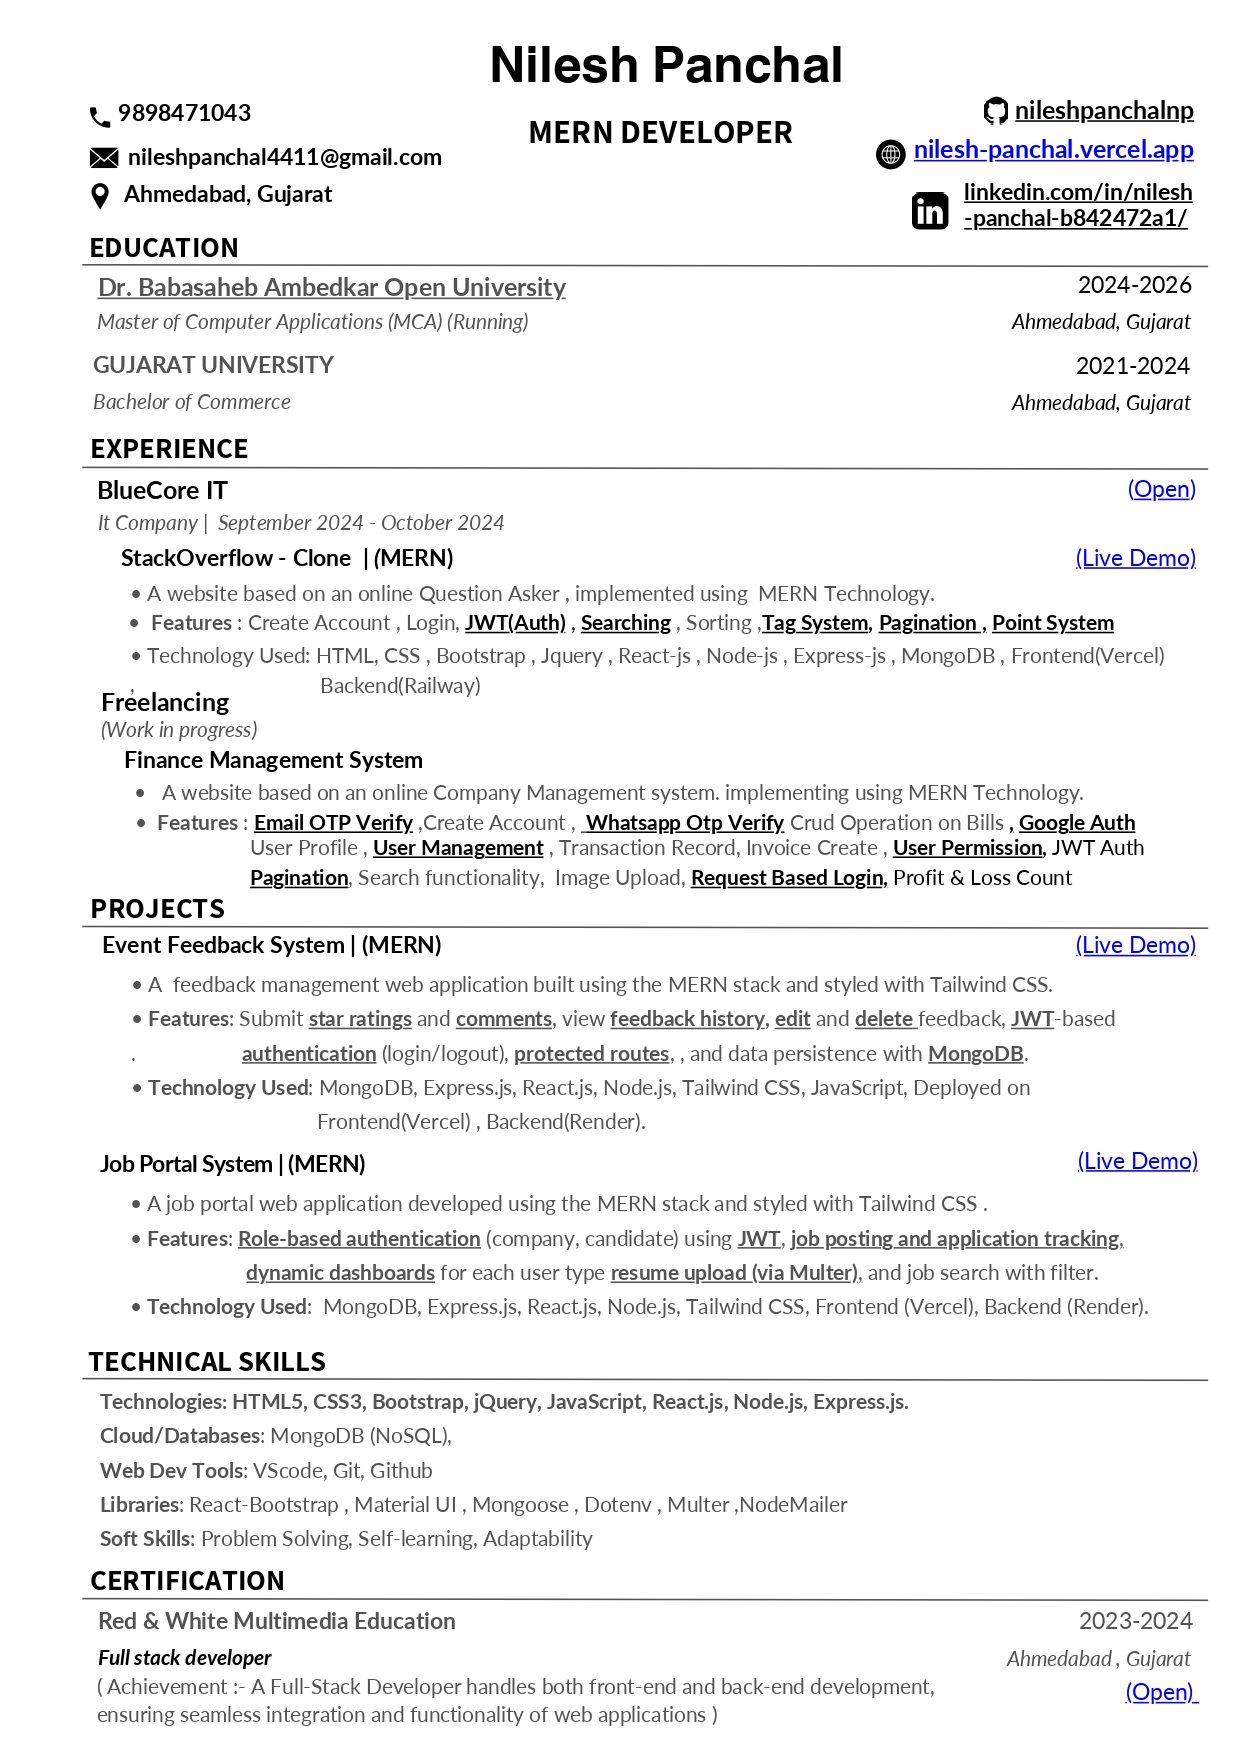 Nilesh Panchal
9898471043
MERN DEVELOPER
nileshpanchalnp
nileshpanchal4411@gmail.com
nilesh-panchal.vercel.app
Ahmedabad, Gujarat
linkedin.com/in/nilesh
-panchal-b842472a1/
EDUCATION
Dr. Babasaheb Ambedkar Open University 2024-2026
Master of Computer Applications (MCA) (Running) Ahmedabad, Gujarat
GUJARAT UNIVERSITY 2021-2024
Bachelor of Commerce Ahmedabad, Gujarat
EXPERIENCE
BlueCore IT (Open)
It Company | September 2024 - October 2024
StackOverflow - Clone | (MERN) (Live Demo)
• A website based on an online Question Asker , implemented using MERN Technology.
• Features : Create Account , Login, JWT(Auth) , Searching , Sorting ,Tag System, Pagination , Point System
• Technology Used: HTML, CSS , Bootstrap , Jquery , React-js , Node-js , Express-js , MongoDB , Frontend(Vercel)
, Backend(Railway)
Freelancing
(Work in progress)
Finance Management System
• A website based on an online Company Management system. implementing using MERN Technology.
• Features : Email OTP Verify ,Create Account , Whatsapp Otp Verify Crud Operation on Bills , Google Auth
User Profile , User Management , Transaction Record, Invoice Create , User Permission, JWT Auth
Pagination, Search functionality, Image Upload, Request Based Login, Profit & Loss Count
PROJECTS
Event Feedback System | (MERN) (Live Demo)
• A feedback management web application built using the MERN stack and styled with Tailwind CSS.
• Features: Submit star ratings and comments, view feedback history, edit and delete feedback, JWT-based
. authentication (login/logout), protected routes, , and data persistence with MongoDB.
• Technology Used: MongoDB, Express.js, React.js, Node.js, Tailwind CSS, JavaScript, Deployed on
Frontend(Vercel) , Backend(Render).
Job Portal System | (MERN) (Live Demo)
• A job portal web application developed using the MERN stack and styled with Tailwind CSS .
• Features: Role-based authentication (company, candidate) using JWT, job posting and application tracking,
dynamic dashboards for each user type resume upload (via Multer), and job search with filter.
• Technology Used: MongoDB, Express.js, React.js, Node.js, Tailwind CSS, Frontend (Vercel), Backend (Render).
TECHNICAL SKILLS
Technologies: HTML5, CSS3, Bootstrap, jQuery, JavaScript, React.js, Node.js, Express.js.
Cloud/Databases: MongoDB (NoSQL),
Web Dev Tools: VScode, Git, Github
Libraries: React-Bootstrap , Material UI , Mongoose , Dotenv , Multer ,NodeMailer
Soft Skills: Problem Solving, Self-learning, Adaptability
CERTIFICATION
Red & White Multimedia Education 2023-2024
Full stack developer Ahmedabad , Gujarat
( Achievement :- A Full-Stack Developer handles both front-end and back-end development, (Open)
ensuring seamless integration and functionality of web applications )